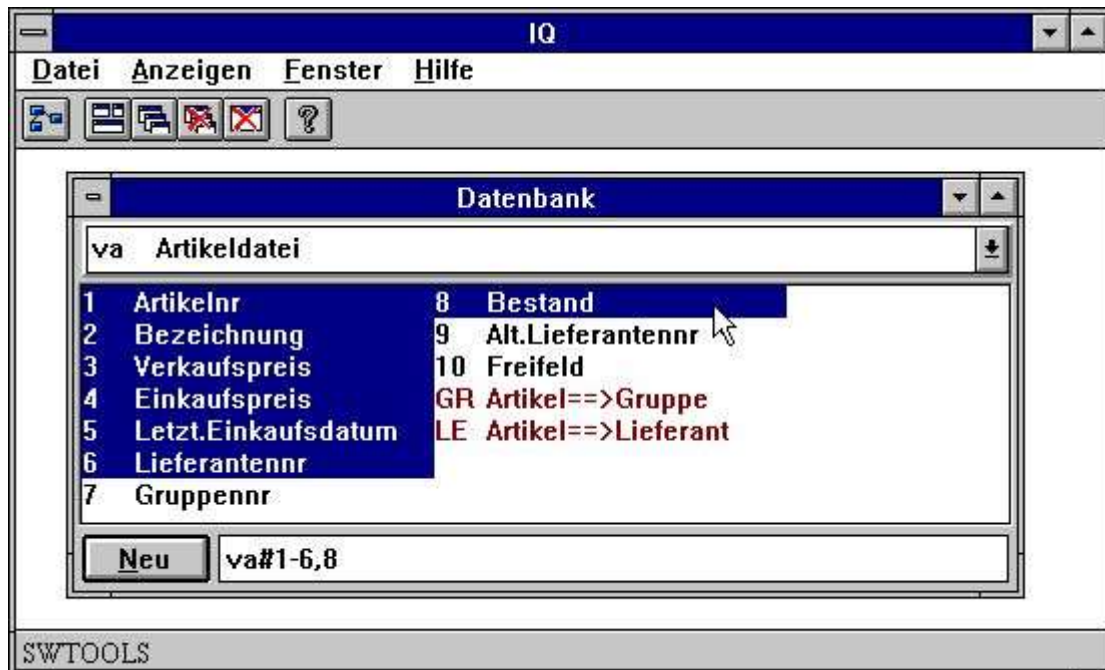 IQ
Datei Anzeigen Fenster Hilfe
?
Datenbank
va Artikeldatei
1 Artikelnr
2 Bezeichnung
3 Verkaufspreis
4 Einkaufspreis
5 Letzt.Einkaufsdatum
6 Lieferantennr
7 Gruppennr
8 Bestand
9 Alt.Lieferantennr
10 Freifeld
GR Artikel==>Gruppe
LE Artikel==>Lieferant
Neu va#1-6,8
SWTOOLS